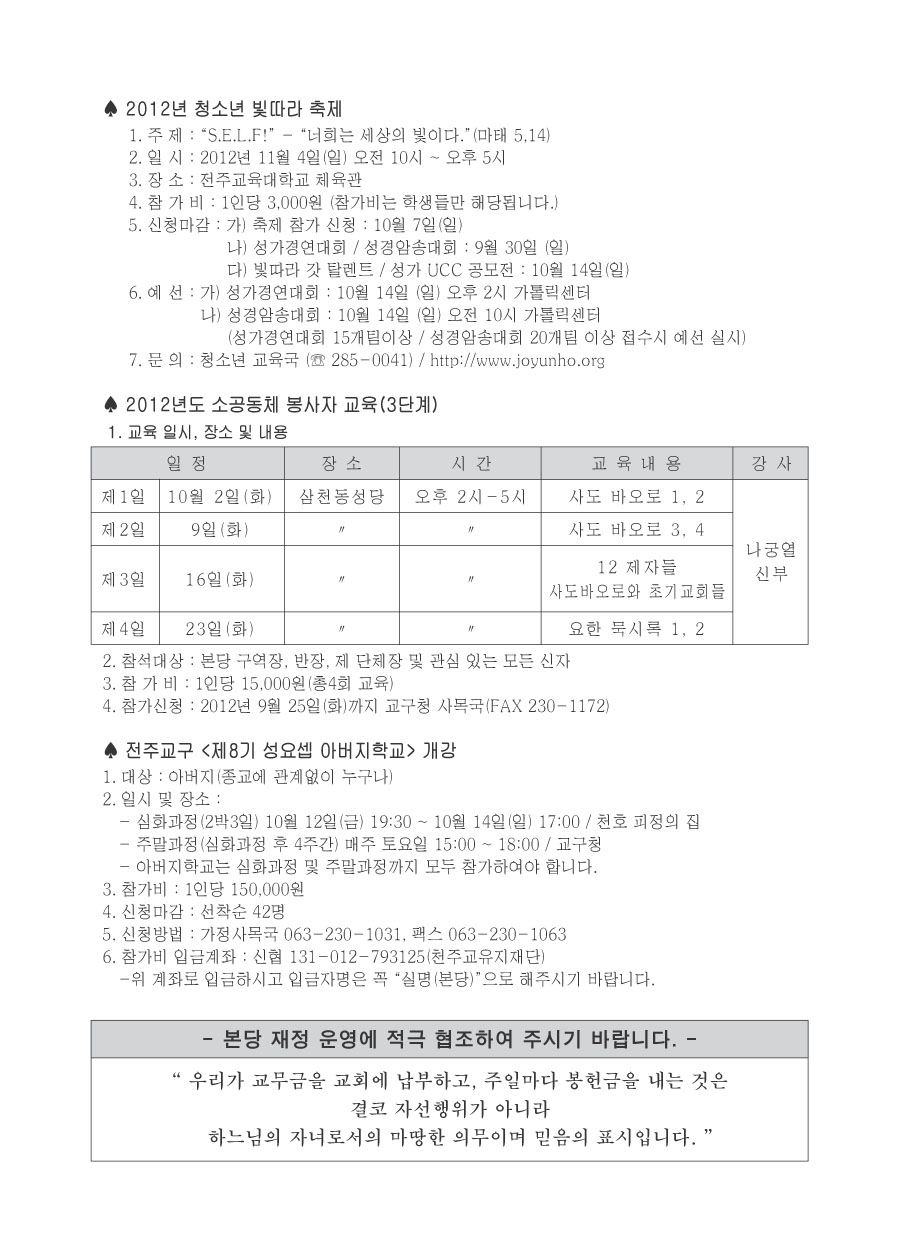 ♠ 2012년 청소년 빛따라 축제
1. 주 제 : “S.E.L.F!” - “너희는 세상의 빛이다.”(마태 5,14)
2. 일 시 : 2012년 11월 4일(일) 오전 10시 ~ 오후 5시
3. 장 소 : 전주교육대학교 체육관
4. 참 가 비 : 1인당 3,000원 (참가비는 학생들만 해당됩니다.)
5. 신청마감 : 가) 축제 참가 신청 : 10월 7일(일)
나) 성가경연대회 / 성경암송대회 : 9월 30일 (일)
다) 빛따라 갓 탈렌트 / 성가 UCC 공모전 : 10월 14일(일)
6. 예 선 : 가) 성가경연대회 : 10월 14일 (일) 오후 2시 가톨릭센터
나) 성경암송대회 : 10월 14일 (일) 오전 10시 가톨릭센터
(성가경연대회 15개팀이상 / 성경암송대회 20개팀 이상 접수시 예선 실시)
7. 문 의 : 청소년 교육국 (☏ 285-0041) / http://www.joyunho.org
♠ 2012년도 소공동체 봉사자 교육(3단계)
1. 교육 일시, 장소 및 내용
일 정 장 소 시 간 교 육 내 용 강 사
제1일 10월 2일(화) 삼천동성당 오후 2시-5시 사도 바오로 1, 2
제2일 9일(화) 〃 〃 사도 바오로 3, 4
나궁열
신부
제3일 16일(화) 〃 〃 12 제자들
사도바오로와 초기교회들
제4일 23일(화) 〃 〃 요한 묵시록 1, 2
2. 참석대상 : 본당 구역장, 반장, 제 단체장 및 관심 있는 모든 신자
3. 참 가 비 : 1인당 15,000원(총4회 교육)
4. 참가신청 : 2012년 9월 25일(화)까지 교구청 사목국(FAX 230-1172)
♠ 전주교구 <제8기 성요셉 아버지학교> 개강
1. 대상 : 아버지(종교에 관계없이 누구나)
2. 일시 및 장소 :
- 심화과정(2박3일) 10월 12일(금) 19:30 ~ 10월 14일(일) 17:00 / 천호 피정의 집
- 주말과정(심화과정 후 4주간) 매주 토요일 15:00 ~ 18:00 / 교구청
- 아버지학교는 심화과정 및 주말과정까지 모두 참가하여야 합니다.
3. 참가비 : 1인당 150,000원
4. 신청마감 : 선착순 42명
5. 신청방법 : 가정사목국 063-230-1031, 팩스 063-230-1063
6. 참가비 입금계좌 : 신협 131-012-793125(천주교유지재단)
-위 계좌로 입금하시고 입금자명은 꼭 “실명(본당)”으로 해주시기 바랍니다.
- 본당 재정 운영에 적극 협조하여 주시기 바랍니다. -
“ 우리가 교무금을 교회에 납부하고, 주일마다 봉헌금을 내는 것은
결코 자선행위가 아니라
하느님의 자녀로서의 마땅한 의무이며 믿음의 표시입니다. ”